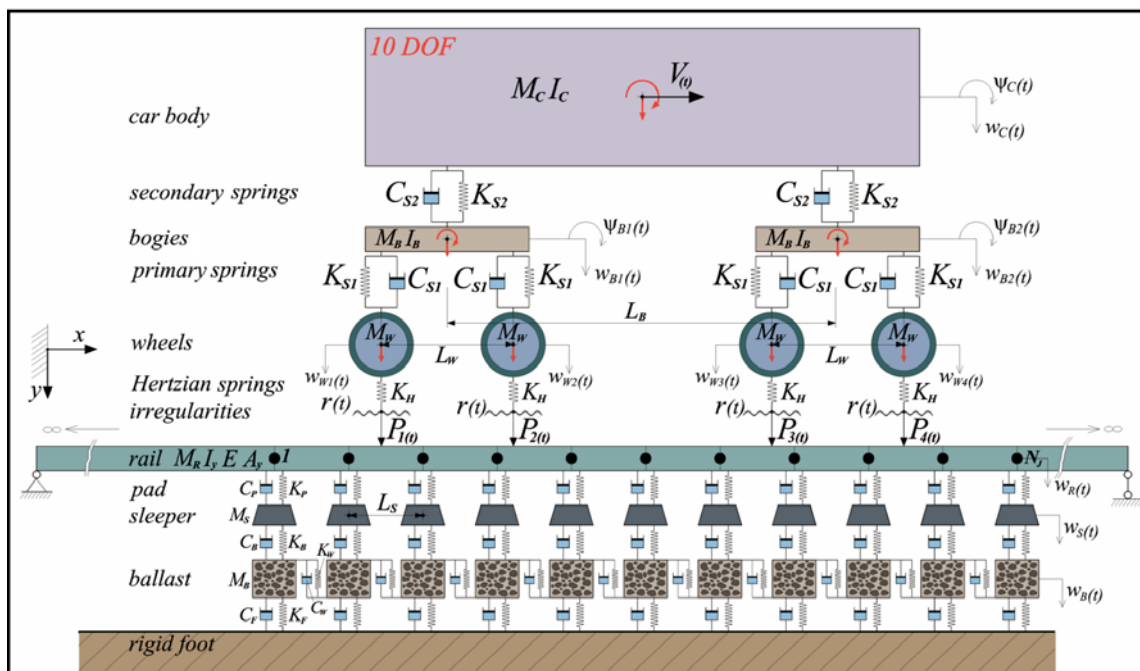 10 DOF
M_C I_C
V_(t)
Ψ_C(t)
w_C(t)
car body
secondary springs
C_S2 K_S2 C_S2 K_S2
bogies
M_B I_B Ψ_B1(t) M_B I_B Ψ_B2(t)
primary springs
K_S1 C_S1 C_S1 K_S1 w_B1(t) K_S1 C_S1 C_S1 K_S1 w_B2(t)
L_B
x
wheels
M_W M_W M_W M_W
L_W L_W
y
w_W1(t) w_W2(t) w_W3(t) w_W4(t)
Hertzian springs
K_H K_H K_H K_H
irregularities
r(t) r(t) r(t) r(t)
P_1(t) P_2(t) P_3(t) P_4(t)
∞ ∞
rail M_R I_y E A_y 1 N_J
w_R(t)
pad
C_P K_P
sleeper
M_S L_S
w_S(t)
C_B K_B K_W
ballast
M_B
w_B(t)
C_W
C_F K_F
rigid foot